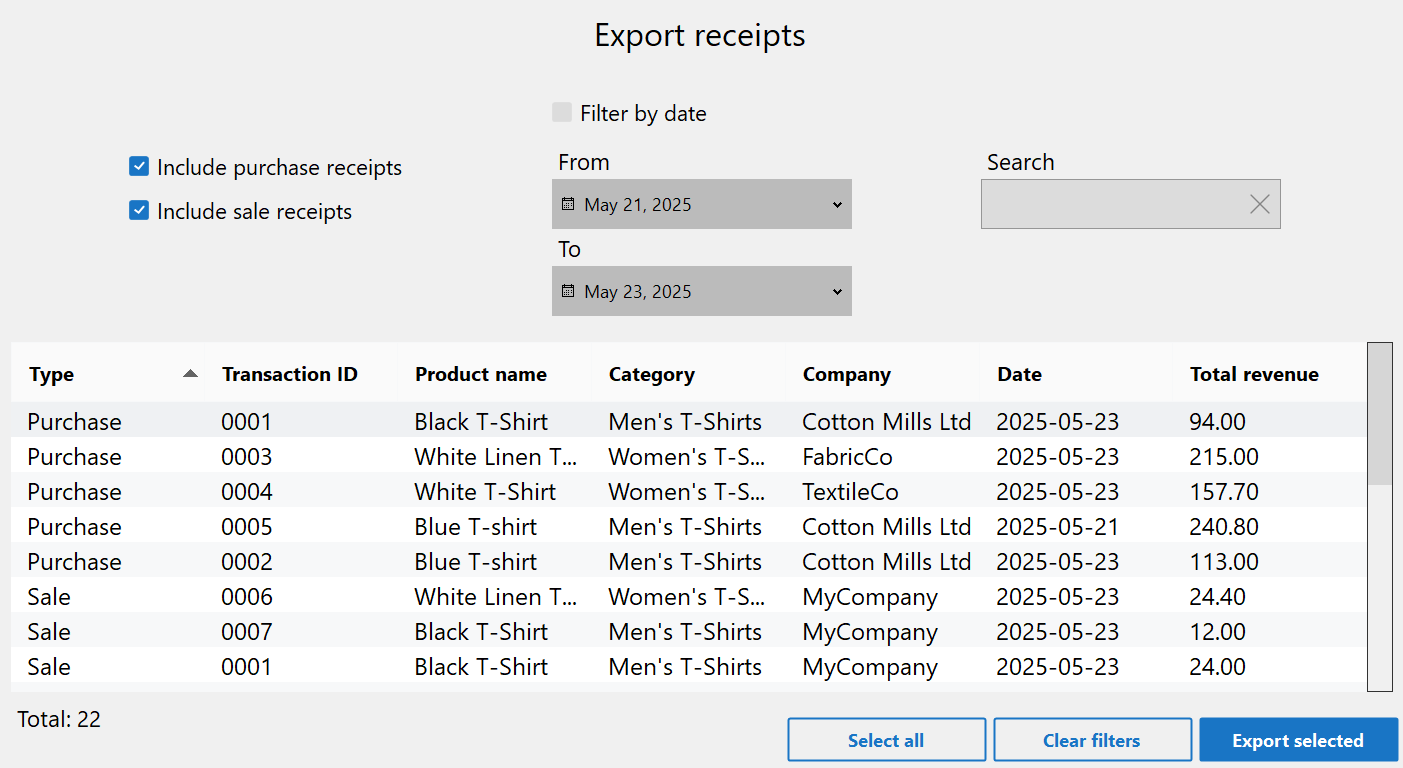 Export receipts
Filter by date
Include purchase receipts
Include sale receipts
From
May 21, 2025
To
May 23, 2025
Search
Type Transaction ID Product name Category Company Date Total revenue
Purchase 0001 Black T-Shirt Men's T-Shirts Cotton Mills Ltd 2025-05-23 94.00
Purchase 0003 White Linen T... Women's T-S... FabricCo 2025-05-23 215.00
Purchase 0004 White T-Shirt Women's T-S... TextileCo 2025-05-23 157.70
Purchase 0005 Blue T-shirt Men's T-Shirts Cotton Mills Ltd 2025-05-21 240.80
Purchase 0002 Blue T-shirt Men's T-Shirts Cotton Mills Ltd 2025-05-23 113.00
Sale 0006 White Linen T... Women's T-S... MyCompany 2025-05-23 24.40
Sale 0007 Black T-Shirt Men's T-Shirts MyCompany 2025-05-23 12.00
Sale 0001 Black T-Shirt Men's T-Shirts MyCompany 2025-05-23 24.00
Total: 22
Select all Clear filters Export selected